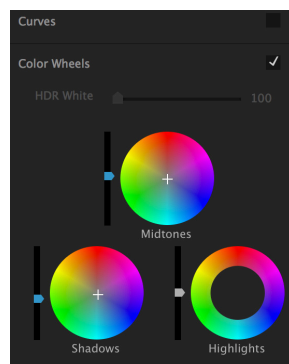 Curves
Color Wheels
HDR White 100
Midtones
Shadows Highlights